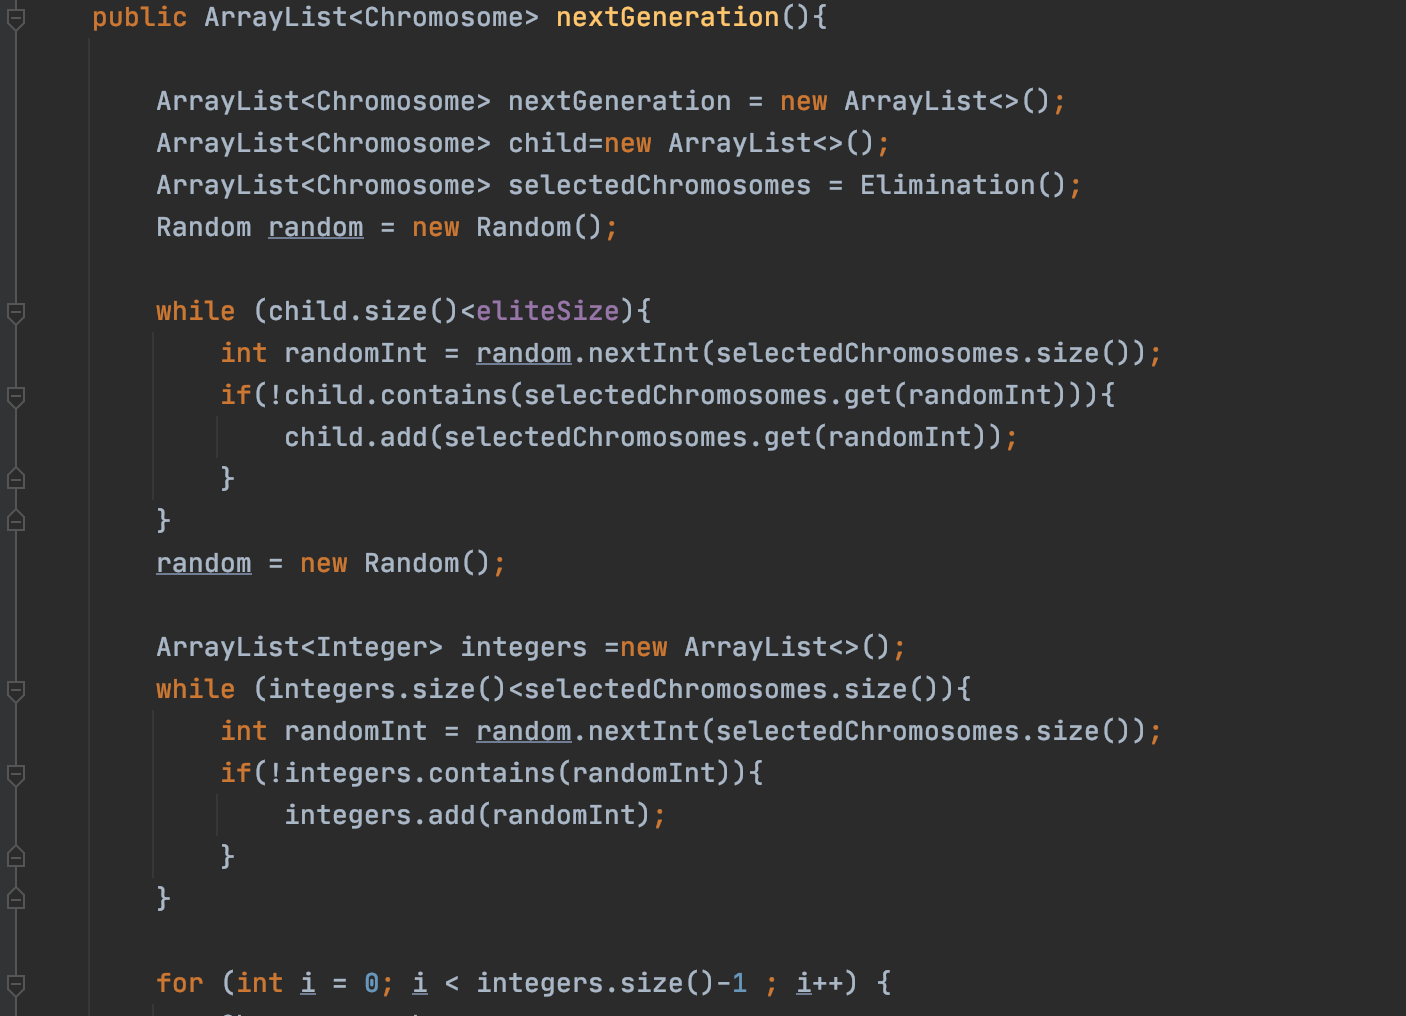 public ArrayList<Chromosome> nextGeneration(){
ArrayList<Chromosome> nextGeneration = new ArrayList<>();
ArrayList<Chromosome> child=new ArrayList<>();
ArrayList<Chromosome> selectedChromosomes = Elimination();
Random random = new Random();
while (child.size()<eliteSize){
int randomInt = random.nextInt(selectedChromosomes.size());
if(!child.contains(selectedChromosomes.get(randomInt))){
child.add(selectedChromosomes.get(randomInt));
}
}
random = new Random();
ArrayList<Integer> integers =new ArrayList<>();
while (integers.size()<selectedChromosomes.size()){
int randomInt = random.nextInt(selectedChromosomes.size());
if(!integers.contains(randomInt)){
integers.add(randomInt);
}
}
for (int i = 0; i < integers.size()-1 ; i++) {